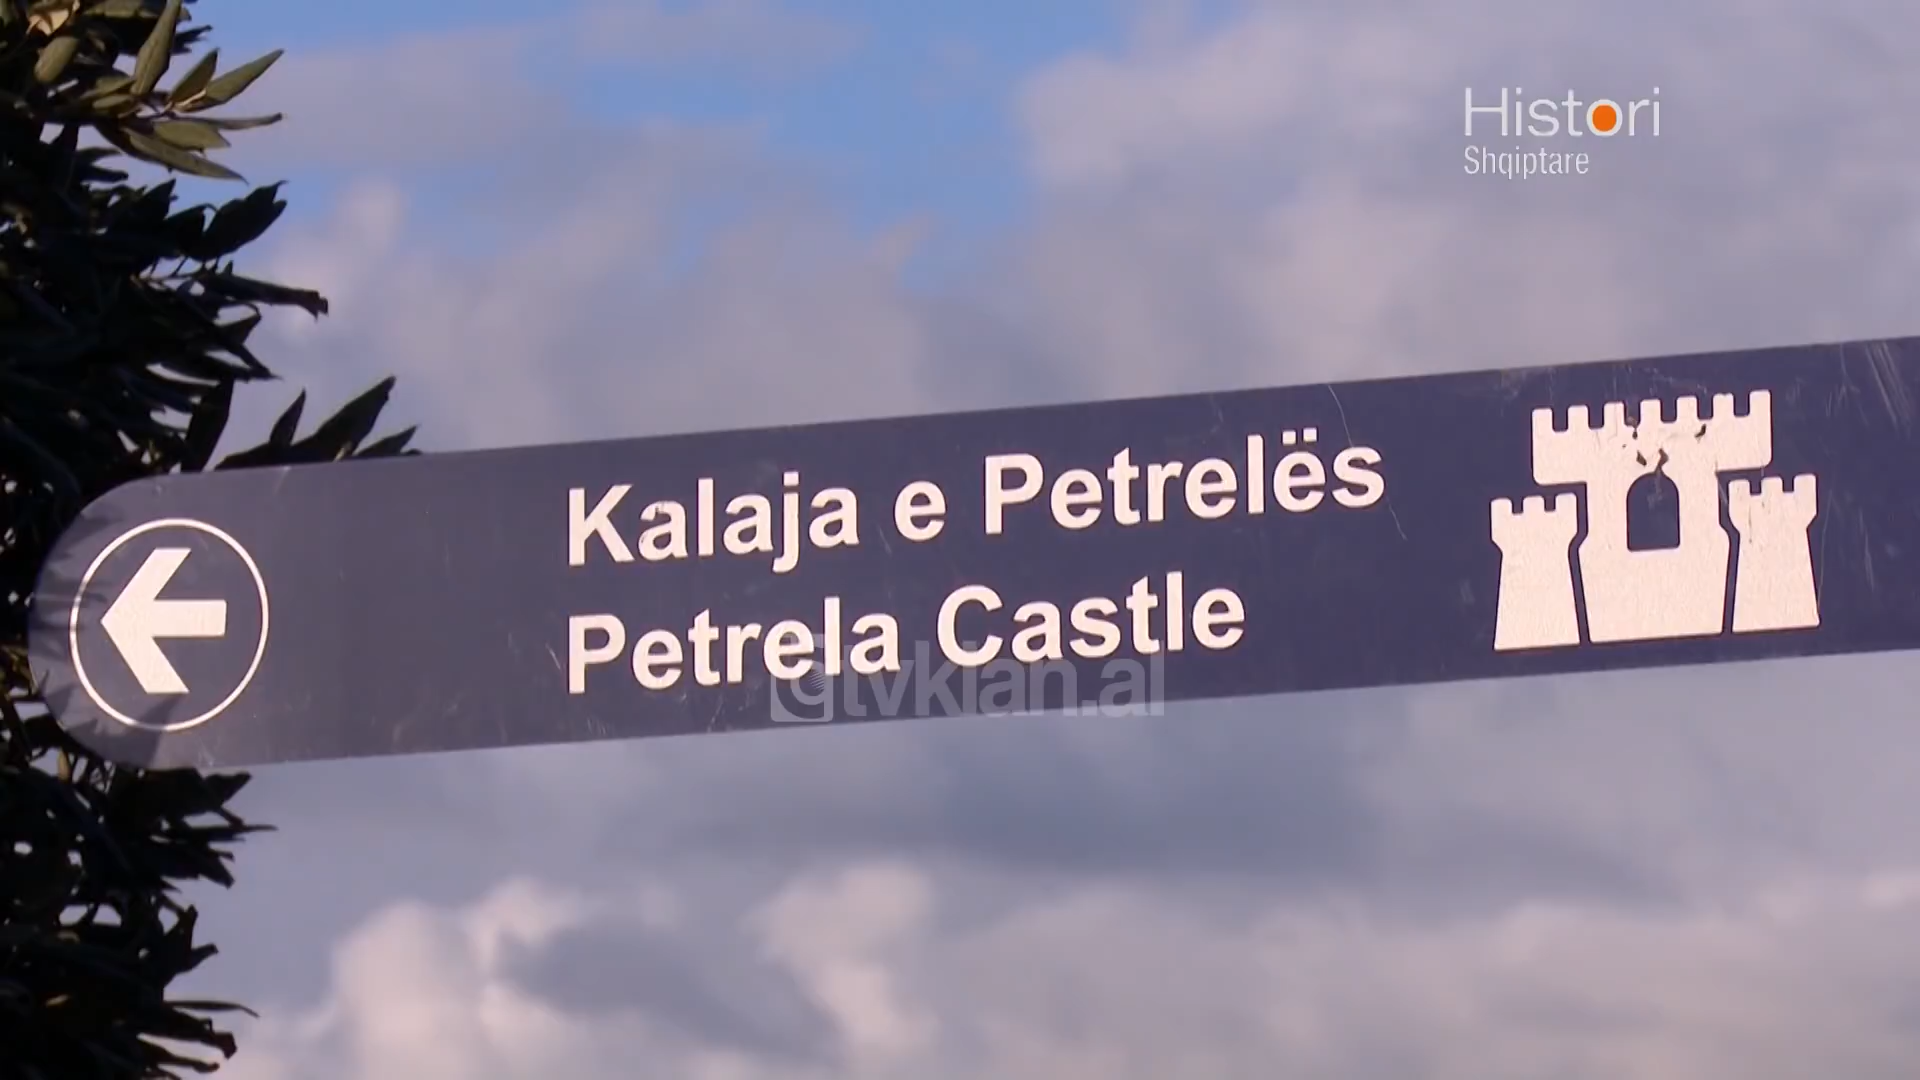 Histori
Shqiptare
Kalaja e Petrelës
Petrela Castle
tvklan.al